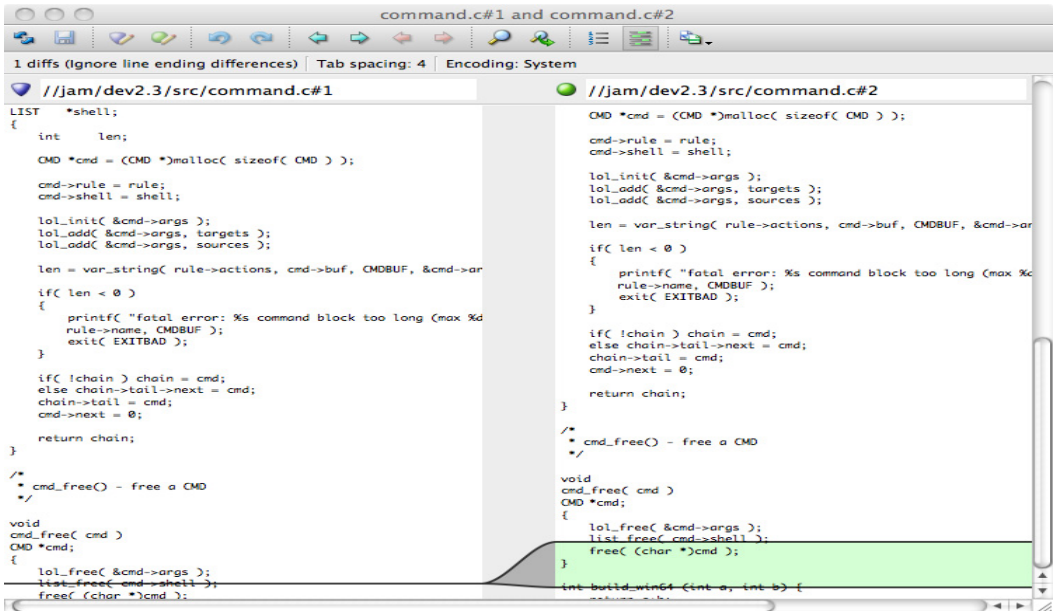 command.c#1 and command.c#2
1 diffs (Ignore line ending differences) Tab spacing: 4 Encoding: System
//jam/dev2.3/src/command.c#1
LIST *shell;
{
int len;
CMD *cmd = (CMD *)malloc( sizeof( CMD ) );
cmd->rule = rule;
cmd->shell = shell;
lol_init( &cmd->args );
lol_add( &cmd->args, targets );
lol_add( &cmd->args, sources );
len = var_string( rule->actions, cmd->buf, CMDBUF, &cmd->ar
if( len < 0 )
{
printf( "fatal error: %s command block too long (max %d
rule->name, CMDBUF );
exit( EXITBAD );
}
if( !chain ) chain = cmd;
else chain->tail->next = cmd;
chain->tail = cmd;
cmd->next = 0;
return chain;
}
/*
* cmd_free() - free a CMD
*/
void
cmd_free( cmd )
CMD *cmd;
{
lol_free( &cmd->args );
list_free( cmd->shell );
free( (char *)cmd );
//jam/dev2.3/src/command.c#2
CMD *cmd = (CMD *)malloc( sizeof( CMD ) );
cmd->rule = rule;
cmd->shell = shell;
lol_init( &cmd->args );
lol_add( &cmd->args, targets );
lol_add( &cmd->args, sources );
len = var_string( rule->actions, cmd->buf, CMDBUF, &cmd->ar
if( len < 0 )
{
printf( "fatal error: %s command block too long (max %d
rule->name, CMDBUF );
exit( EXITBAD );
}
if( !chain ) chain = cmd;
else chain->tail->next = cmd;
chain->tail = cmd;
cmd->next = 0;
return chain;
}
/*
* cmd_free() - free a CMD
*/
void
cmd_free( cmd )
CMD *cmd;
{
lol_free( &cmd->args );
list_free( cmd->shell );
free( (char *)cmd );
}
int build_win64 (int a, int b) {